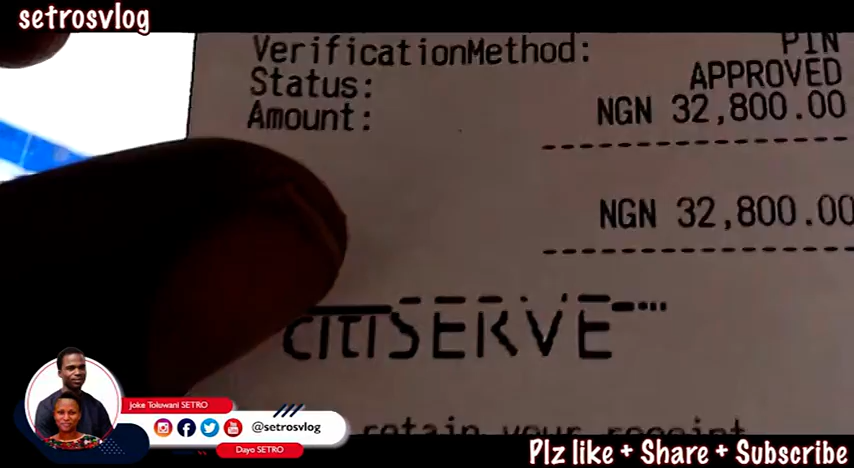 setrosvlog
VerificationMethod: PIN
Status: APPROVED
Amount: NGN 32,800.00
NGN 32,800.00
CITISERVE
retain your receipt
Joke Toluwani SETRO
@setrosvlog
Dayo SETRO
Plz like + Share + Subscribe